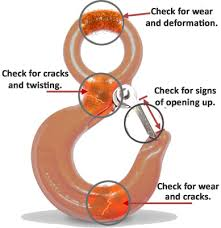 Check for wear
and deformation.
Check for cracks
and twisting.
Check for signs
of opening up.
Check for wear
and cracks.